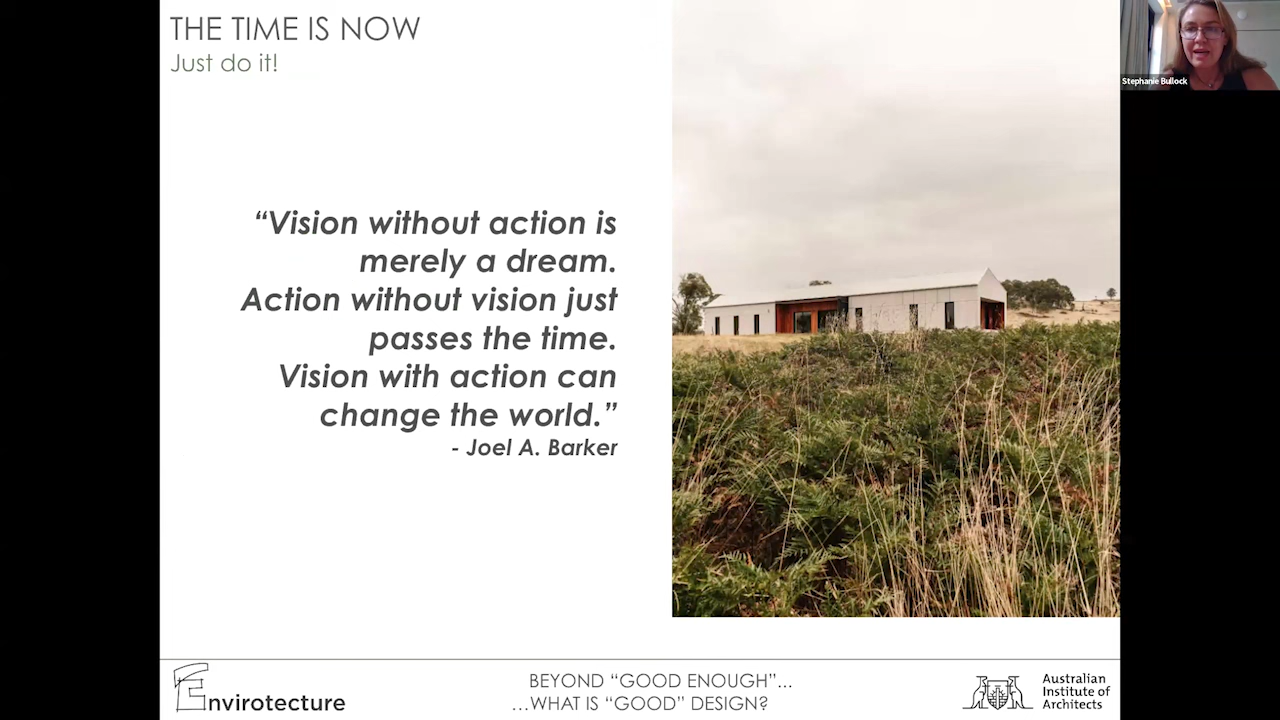 THE TIME IS NOW
Just do it!
Stephanie Bullock
“Vision without action is
merely a dream.
Action without vision just
passes the time.
Vision with action can
change the world.”
- Joel A. Barker
Envirotecture
BEYOND “GOOD ENOUGH”...
...WHAT IS “GOOD” DESIGN?
Australian
Institute of
Architects